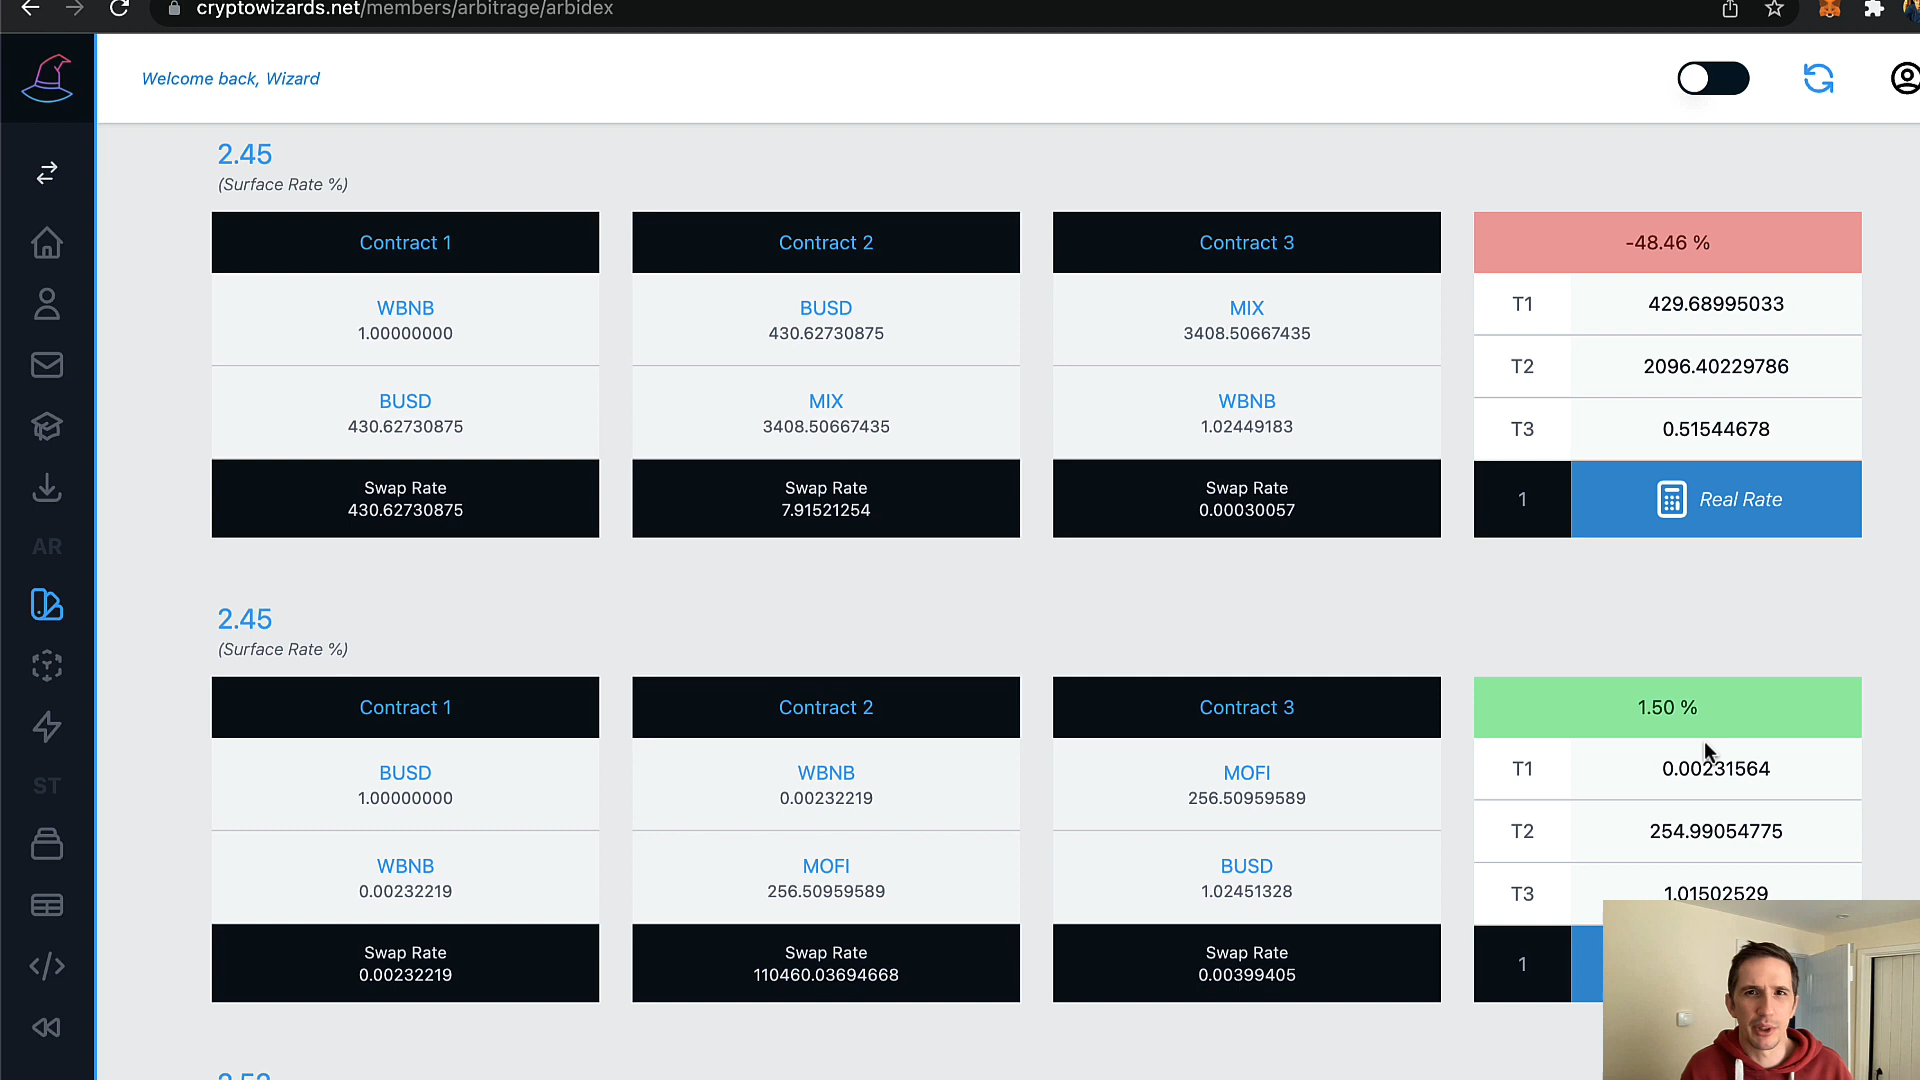 cryptowizards.net/members/arbitrage/arbidex
Welcome back, Wizard
2.45
(Surface Rate %)
Contract 1
WBNB
1.00000000
BUSD
430.62730875
Swap Rate
430.62730875
Contract 2
BUSD
430.62730875
MIX
3408.50667435
Swap Rate
7.91521254
Contract 3
MIX
3408.50667435
WBNB
1.02449183
Swap Rate
0.00030057
-48.46 %
T1 429.68995033
T2 2096.40229786
T3 0.51544678
1 Real Rate
AR
2.45
(Surface Rate %)
Contract 1
BUSD
1.00000000
WBNB
0.00232219
Swap Rate
0.00232219
Contract 2
WBNB
0.00232219
MOFI
256.50959589
Swap Rate
110460.03694668
Contract 3
MOFI
256.50959589
BUSD
1.02451328
Swap Rate
0.00399405
1.50 %
T1 0.00231564
T2 254.99054775
T3 1.01502529
1
ST